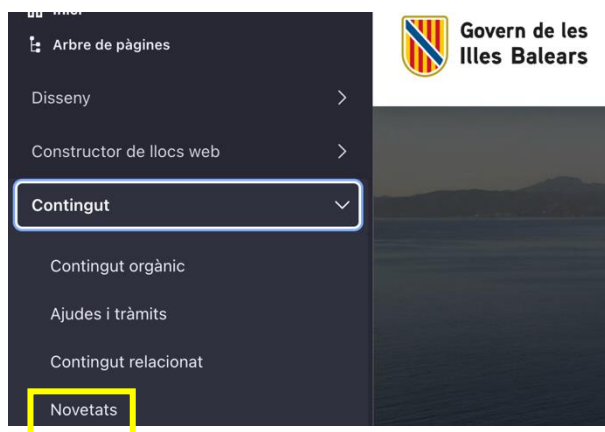 Inici
Arbre de pàgines
Disseny
Constructor de llocs web
Contingut
Contingut orgànic
Ajudes i tràmits
Contingut relacionat
Novetats
Govern de les
Illes Balears